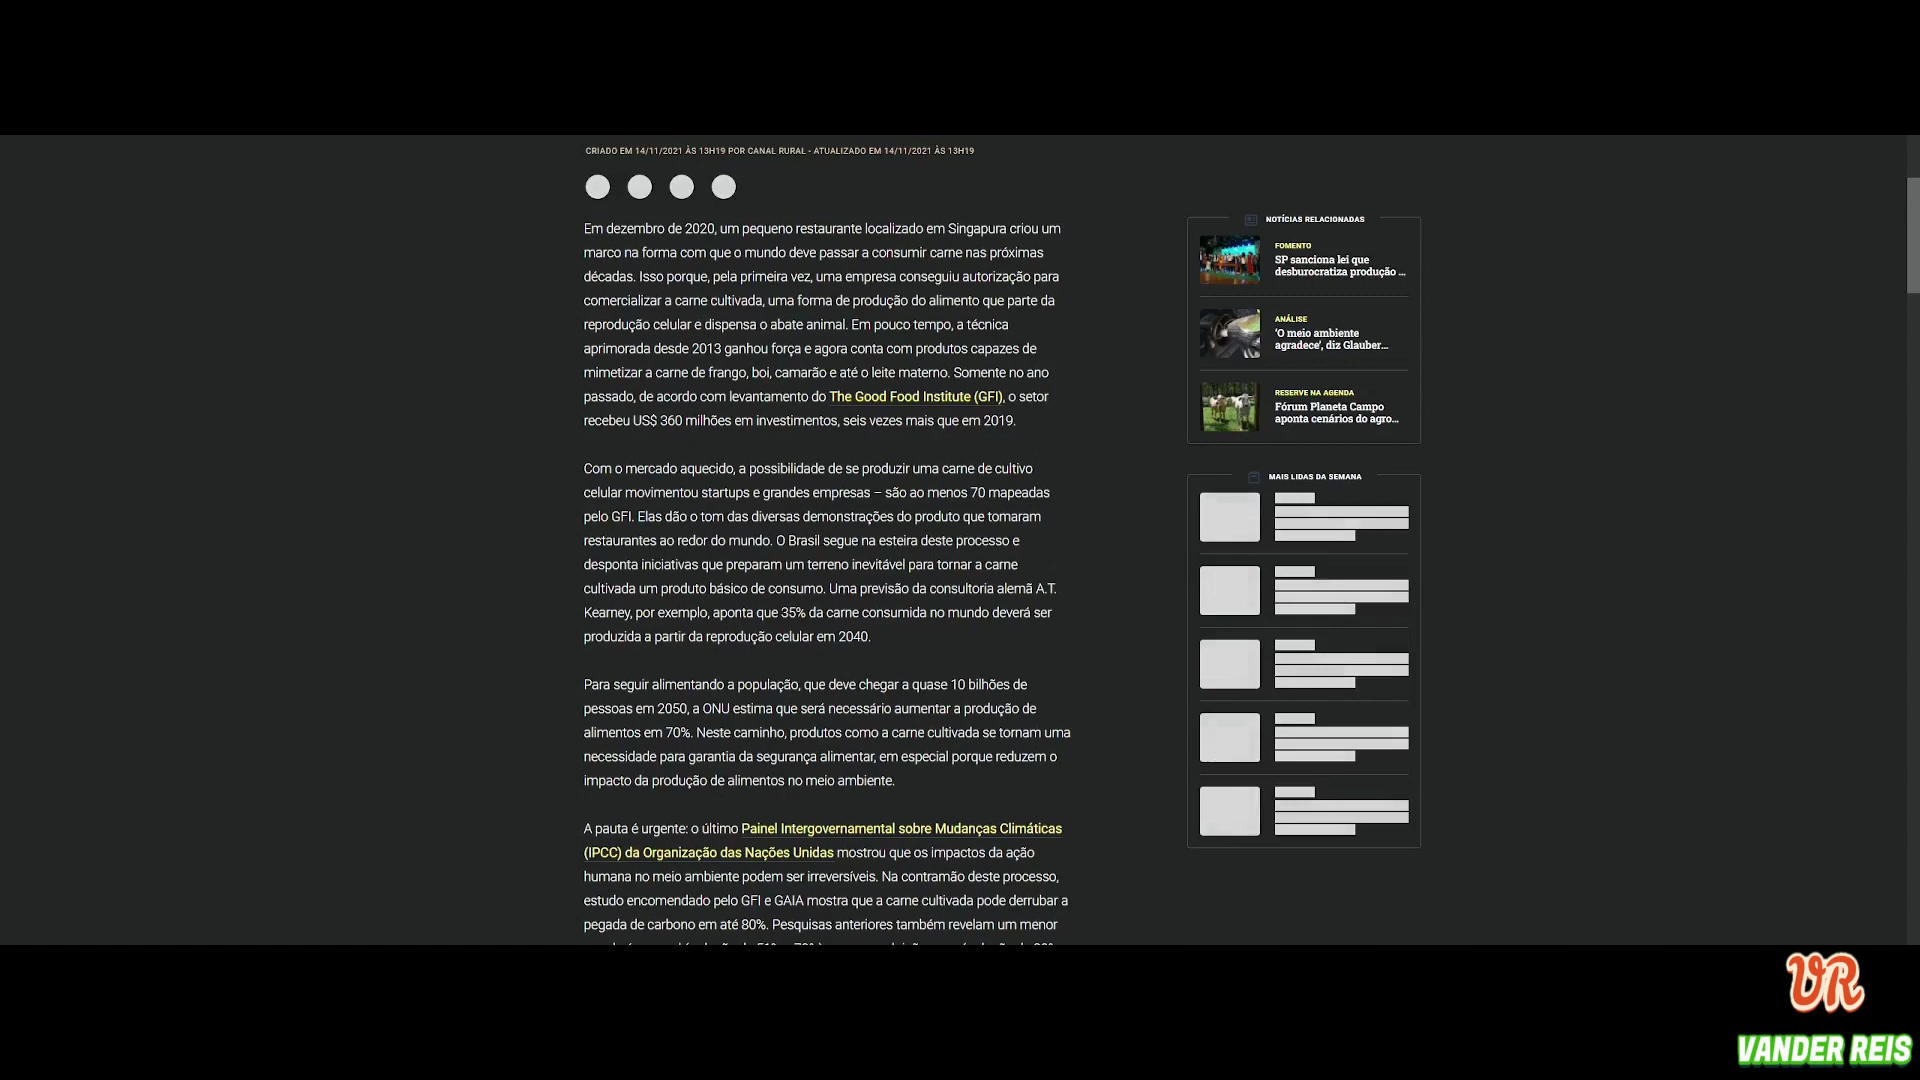 CRIADO EM 14/11/2021 ÀS 13H19 POR CANAL RURAL - ATUALIZADO EM 14/11/2021 ÀS 13H19
Em dezembro de 2020, um pequeno restaurante localizado em Singapura criou um
marco na forma com que o mundo deve passar a consumir carne nas próximas
décadas. Isso porque, pela primeira vez, uma empresa conseguiu autorização para
comercializar a carne cultivada, uma forma de produção do alimento que parte da
reprodução celular e dispensa o abate animal. Em pouco tempo, a técnica
aprimorada desde 2013 ganhou força e agora conta com produtos capazes de
mimetizar a carne de frango, boi, camarão e até o leite materno. Somente no ano
passado, de acordo com levantamento do The Good Food Institute (GFI), o setor
recebeu US$ 360 milhões em investimentos, seis vezes mais que em 2019.
Com o mercado aquecido, a possibilidade de se produzir uma carne de cultivo
celular movimentou startups e grandes empresas – são ao menos 70 mapeadas
pelo GFI. Elas dão o tom das diversas demonstrações do produto que tomaram
restaurantes ao redor do mundo. O Brasil segue na esteira deste processo e
desponta iniciativas que preparam um terreno inevitável para tornar a carne
cultivada um produto básico de consumo. Uma previsão da consultoria alemã A.T.
Kearney, por exemplo, aponta que 35% da carne consumida no mundo deverá ser
produzida a partir da reprodução celular em 2040.
Para seguir alimentando a população, que deve chegar a quase 10 bilhões de
pessoas em 2050, a ONU estima que será necessário aumentar a produção de
alimentos em 70%. Neste caminho, produtos como a carne cultivada se tornam uma
necessidade para garantia da segurança alimentar, em especial porque reduzem o
impacto da produção de alimentos no meio ambiente.
A pauta é urgente: o último Painel Intergovernamental sobre Mudanças Climáticas
(IPCC) da Organização das Nações Unidas mostrou que os impactos da ação
humana no meio ambiente podem ser irreversíveis. Na contramão deste processo,
estudo encomendado pelo GFI e GAIA mostra que a carne cultivada pode derrubar a
pegada de carbono em até 80%. Pesquisas anteriores também revelam um menor
NOTÍCIAS RELACIONADAS
FOMENTO
SP sanciona lei que
desburocratiza produção ...
ANÁLISE
'O meio ambiente
agradece', diz Glauber...
RESERVE NA AGENDA
Fórum Planeta Campo
aponta cenários do agro...
MAIS LIDAS DA SEMANA
VR
VANDER REIS